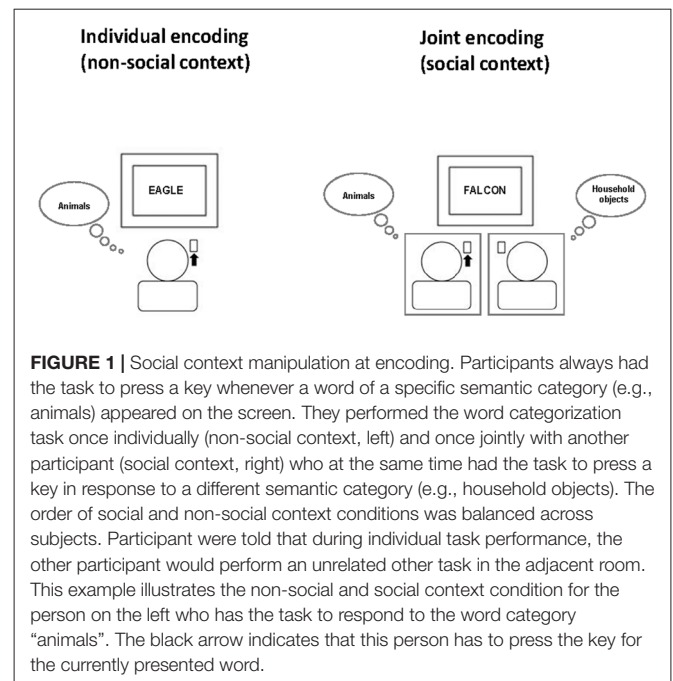 Individual encoding
(non-social context)
Joint encoding
(social context)
EAGLE
Animals
FALCON
Animals
Household
objects
FIGURE 1 | Social context manipulation at encoding. Participants always had
the task to press a key whenever a word of a specific semantic category (e.g.,
animals) appeared on the screen. They performed the word categorization
task once individually (non-social context, left) and once jointly with another
participant (social context, right) who at the same time had the task to press a
key in response to a different semantic category (e.g., household objects). The
order of social and non-social context conditions was balanced across
subjects. Participant were told that during individual task performance, the
other participant would perform an unrelated other task in the adjacent room.
This example illustrates the non-social and social context condition for the
person on the left who has the task to respond to the word category
“animals”. The black arrow indicates that this person has to press the key for
the currently presented word.